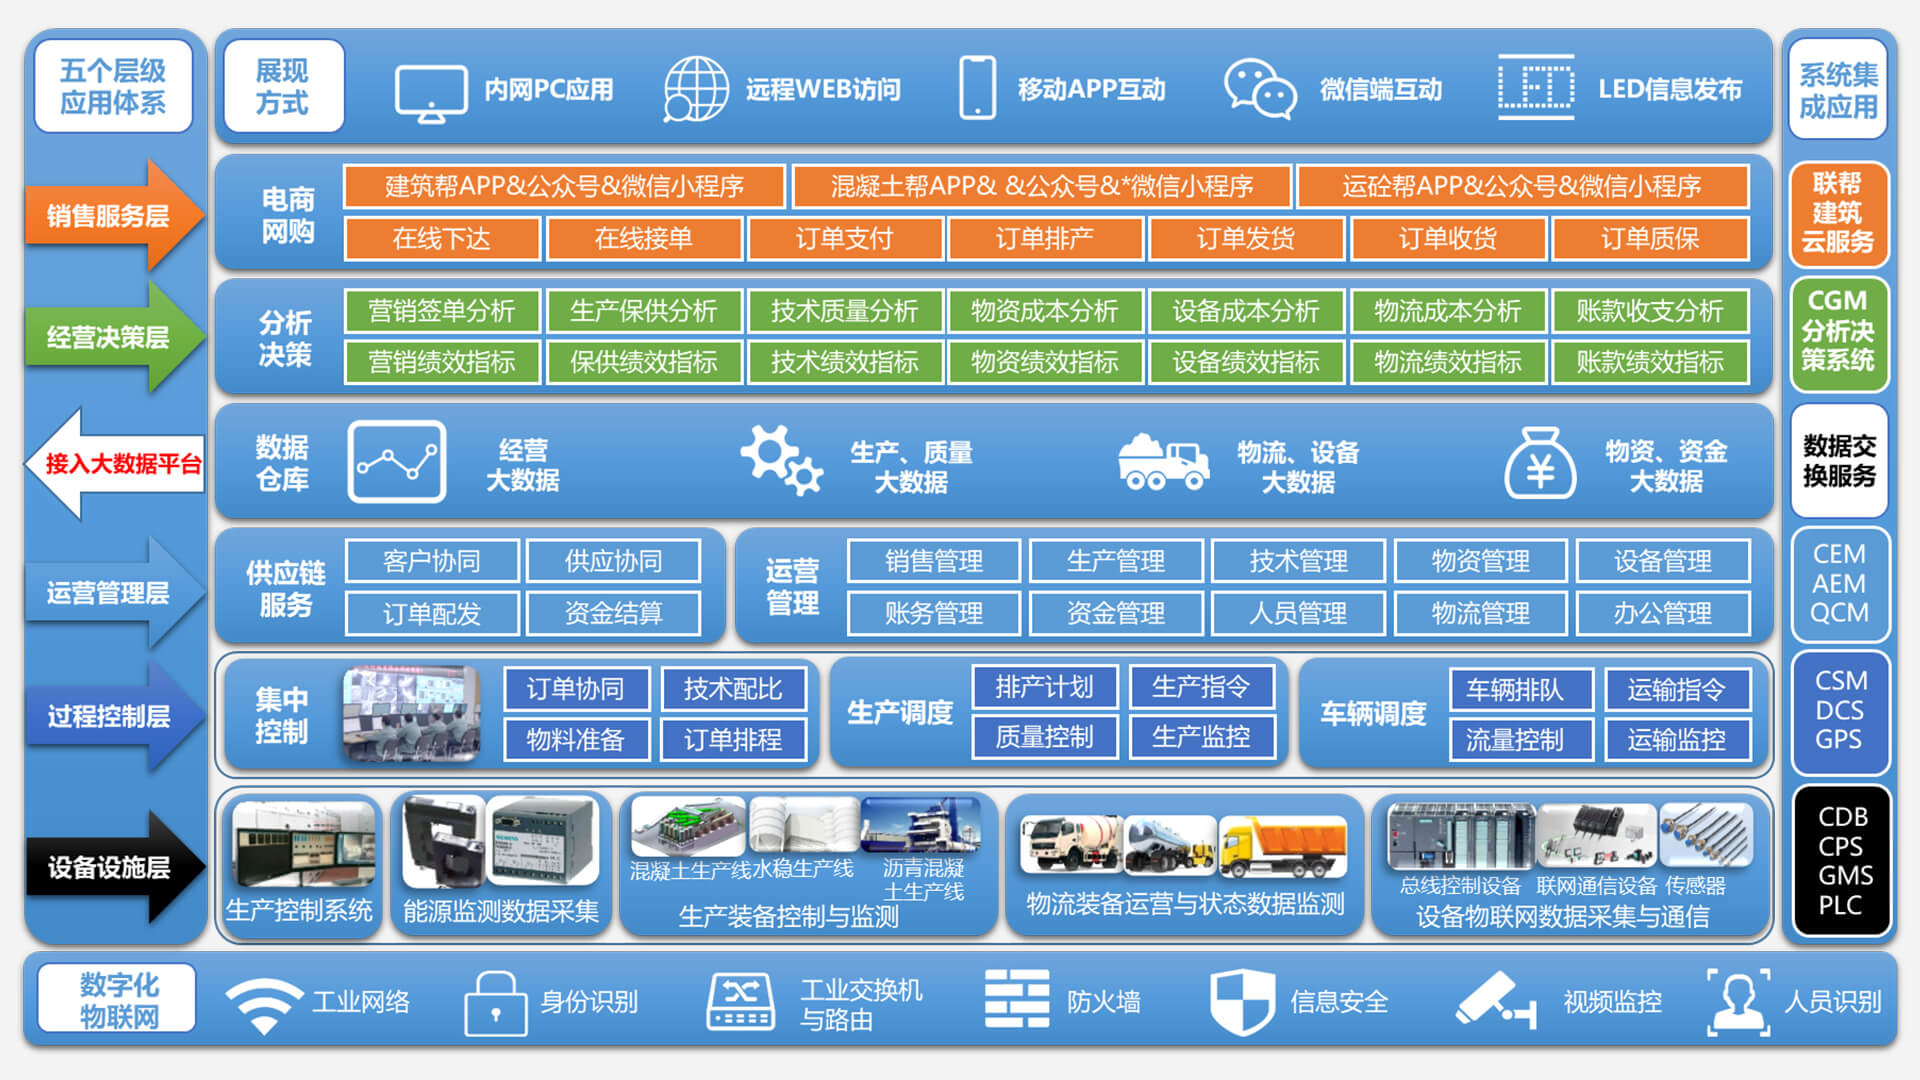 五个层级
应用体系
展现
方式
内网PC应用
远程WEB访问
移动APP互动
微信端互动
LED
LED信息发布
系统集
成应用
销售服务层
电商
网购
建筑帮APP&公众号&微信小程序
混凝土帮APP& &公众号&*微信小程序
运砼帮APP&公众号&微信小程序
在线下达
在线接单
订单支付
订单排产
订单发货
订单收货
订单质保
联帮
建筑
云服务
经营决策层
分析
决策
营销签单分析
生产保供分析
技术质量分析
物资成本分析
设备成本分析
物流成本分析
账款收支分析
营销绩效指标
保供绩效指标
技术绩效指标
物资绩效指标
设备绩效指标
物流绩效指标
账款绩效指标
CGM
分析决
策系统
接入大数据平台
数据
仓库
经营
大数据
生产、质量
大数据
物流、设备
大数据
¥
物资、资金
大数据
数据交
换服务
运营管理层
供应链
服务
客户协同
供应协同
订单配发
资金结算
运营
管理
销售管理
生产管理
技术管理
物资管理
设备管理
账务管理
资金管理
人员管理
物流管理
办公管理
CEM
AEM
QCM
过程控制层
集中
控制
订单协同
技术配比
物料准备
订单排程
生产调度
排产计划
生产指令
质量控制
生产监控
车辆调度
车辆排队
运输指令
流量控制
运输监控
CSM
DCS
GPS
设备设施层
生产控制系统
能源监测数据采集
混凝土生产线
水稳生产线
沥青混凝
土生产线
生产装备控制与监测
物流装备运营与状态数据监测
总线控制设备
联网通信设备
传感器
设备物联网数据采集与通信
CDB
CPS
GMS
PLC
数字化
物联网
工业网络
身份识别
工业交换机
与路由
防火墙
信息安全
视频监控
人员识别